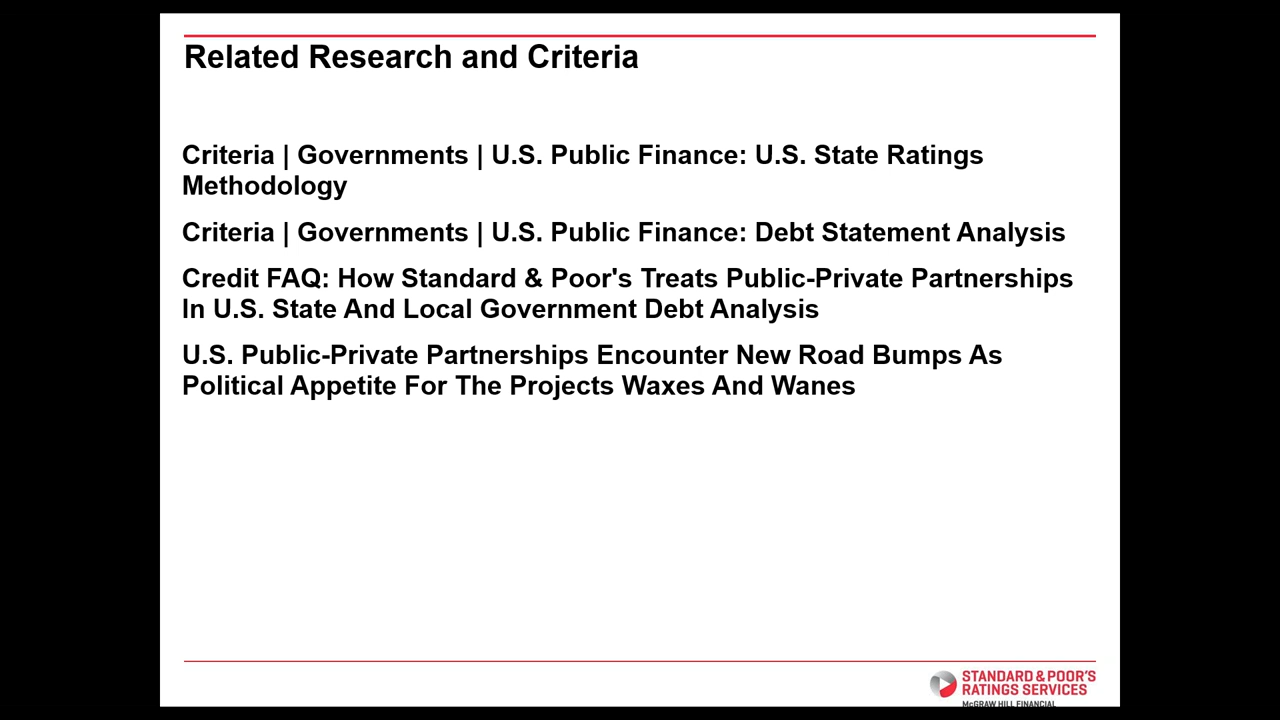 Related Research and Criteria
Criteria | Governments | U.S. Public Finance: U.S. State Ratings
Methodology
Criteria | Governments | U.S. Public Finance: Debt Statement Analysis
Credit FAQ: How Standard & Poor's Treats Public-Private Partnerships
In U.S. State And Local Government Debt Analysis
U.S. Public-Private Partnerships Encounter New Road Bumps As
Political Appetite For The Projects Waxes And Wanes
STANDARD & POOR'S
RATINGS SERVICES
McGRAW HILL FINANCIAL